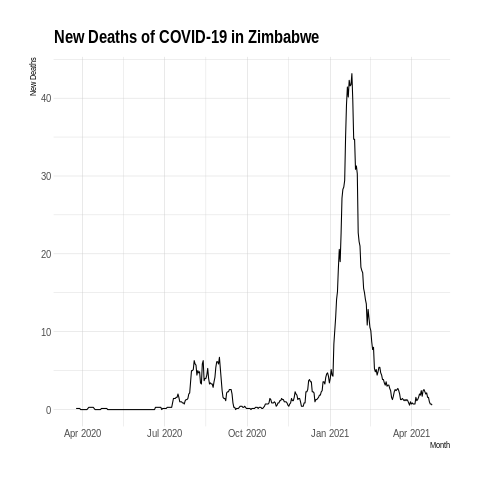 New Deaths of COVID-19 in Zimbabwe
New Deaths
40
30
20
10
0
Apr 2020 Jul 2020 Oct 2020 Jan 2021 Apr 2021
Month